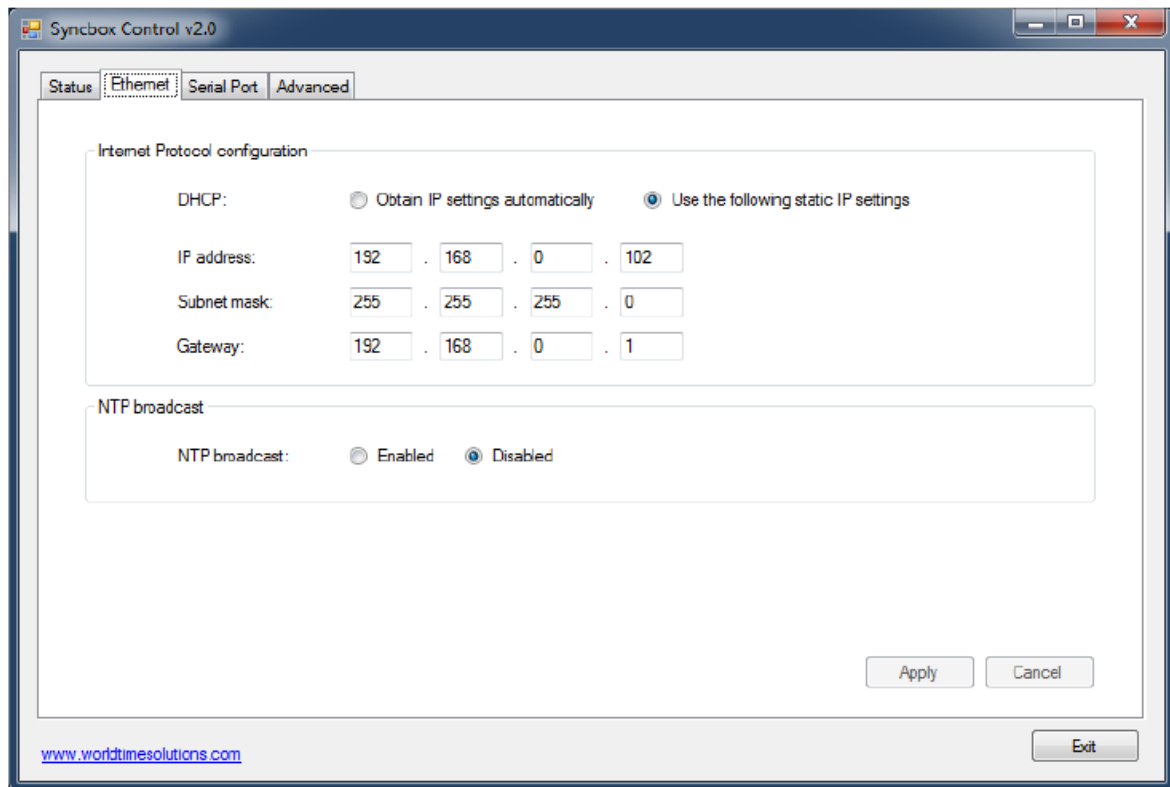 Syncbox Control v2.0
Status Ethernet Serial Port Advanced
Internet Protocol configuration
DHCP: Obtain IP settings automatically Use the following static IP settings
IP address: 192 . 168 . 0 . 102
Subnet mask: 255 . 255 . 255 . 0
Gateway: 192 . 168 . 0 . 1
NTP broadcast
NTP broadcast: Enabled Disabled
Apply Cancel
www.worldtimesolutions.com Exit